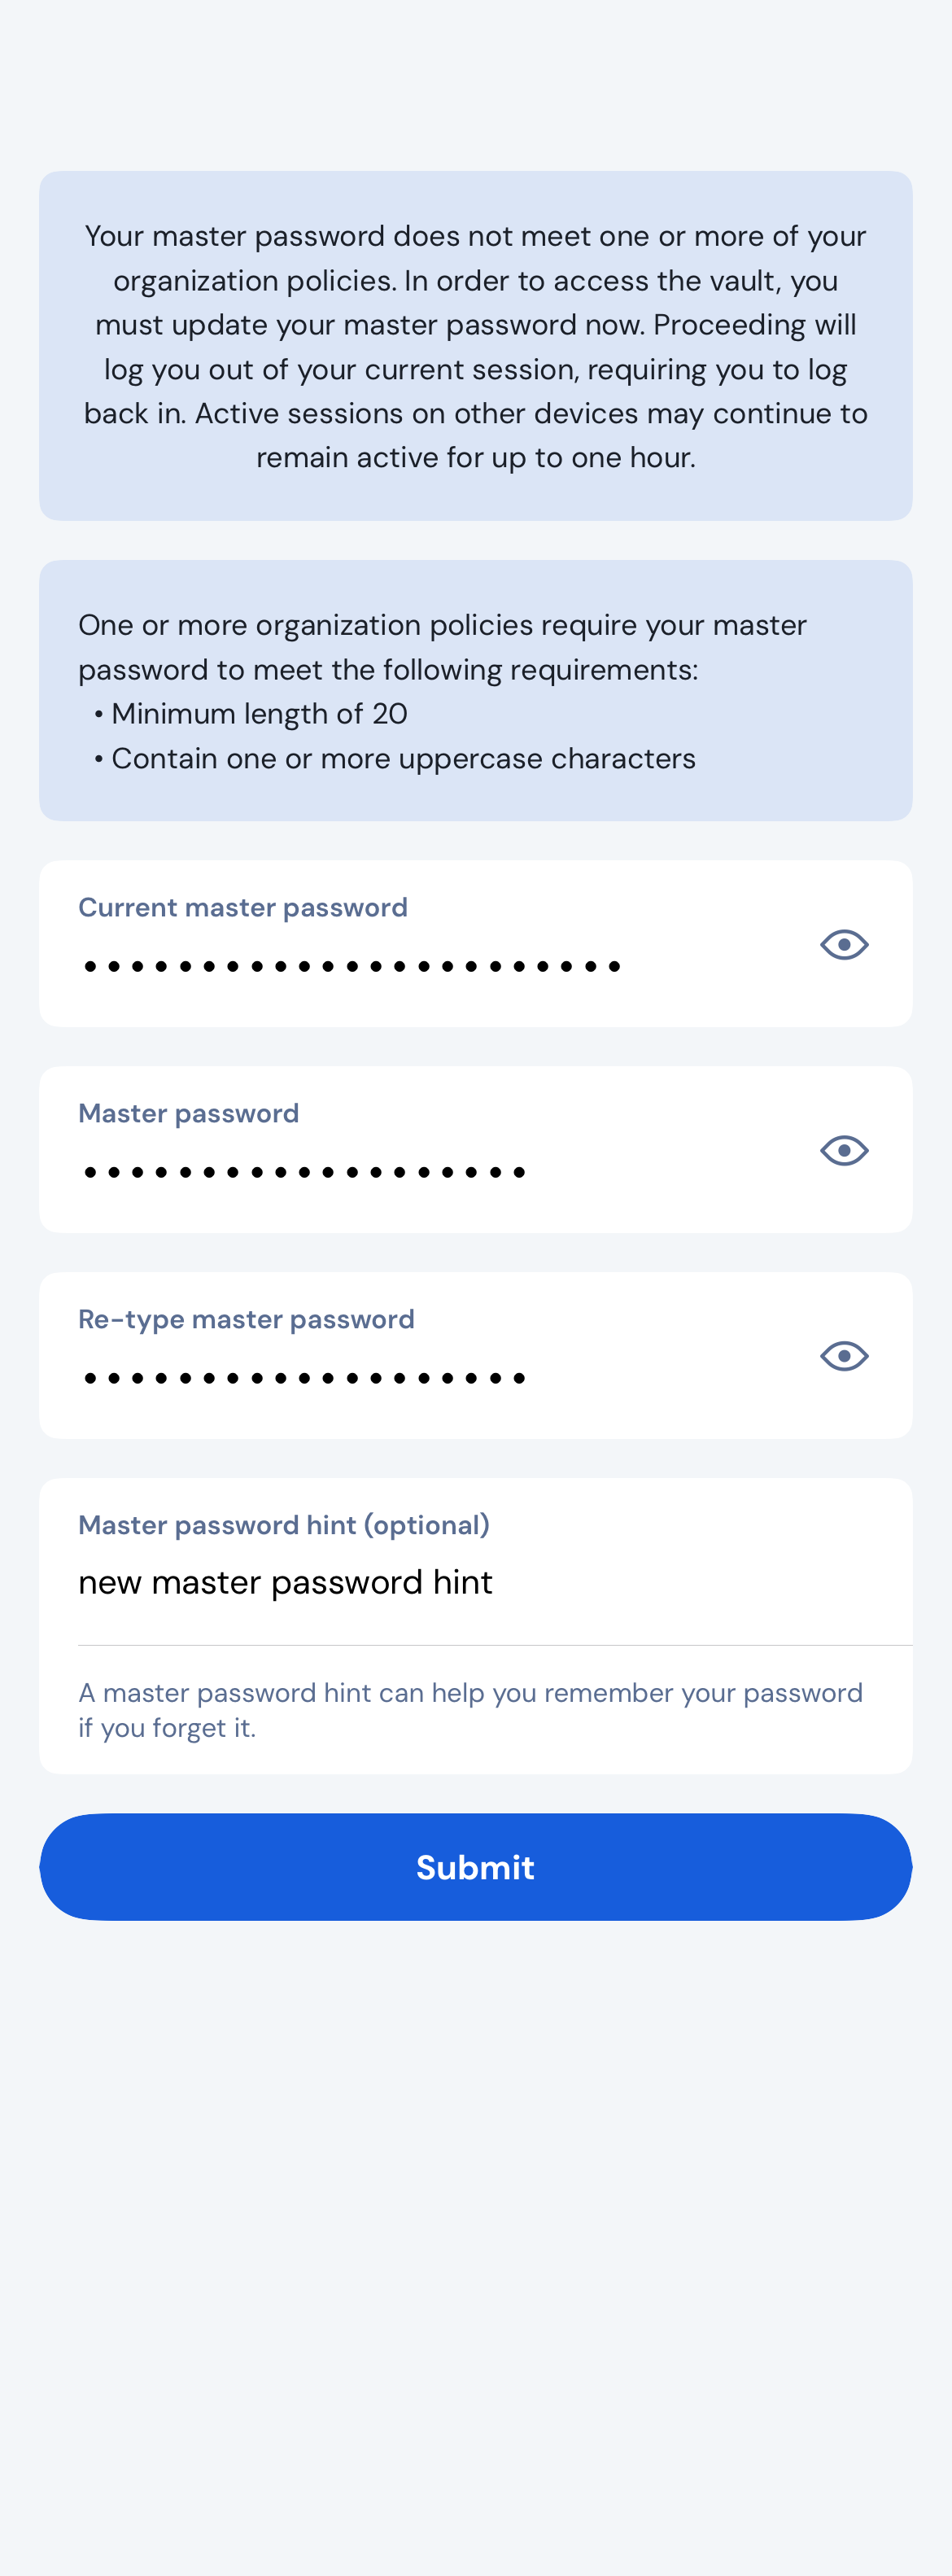 Your master password does not meet one or more of your
organization policies. In order to access the vault, you
must update your master password now. Proceeding will
log you out of your current session, requiring you to log
back in. Active sessions on other devices may continue to
remain active for up to one hour.
One or more organization policies require your master
password to meet the following requirements:
• Minimum length of 20
• Contain one or more uppercase characters
Current master password
•••••••••••••••••••••••
Master password
•••••••••••••••••••
Re-type master password
•••••••••••••••••••
Master password hint (optional)
new master password hint
A master password hint can help you remember your password
if you forget it.
Submit